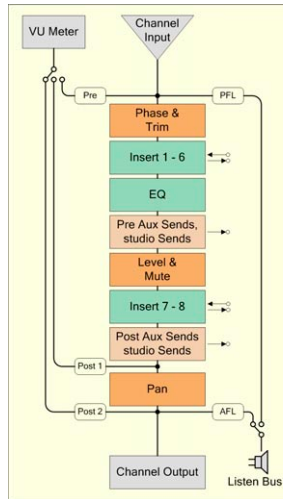 VU Meter
Channel
Input
Pre
PFL
Phase &
Trim
Insert 1 - 6
EQ
Pre Aux Sends,
studio Sends
Level &
Mute
Insert 7 - 8
Post Aux Sends
studio Sends
Post 1
Pan
Post 2
AFL
Channel Output
Listen Bus